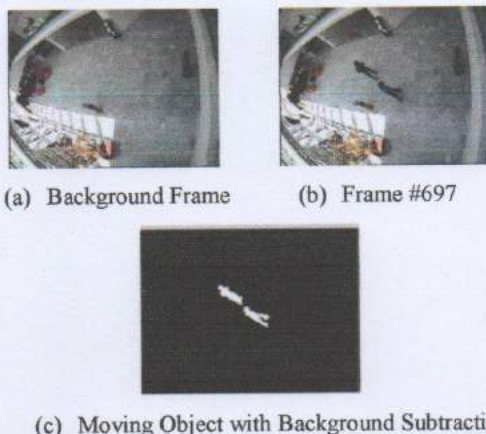 (a) Background Frame
(b) Frame #697
(c) Moving Object with Background Subtracti